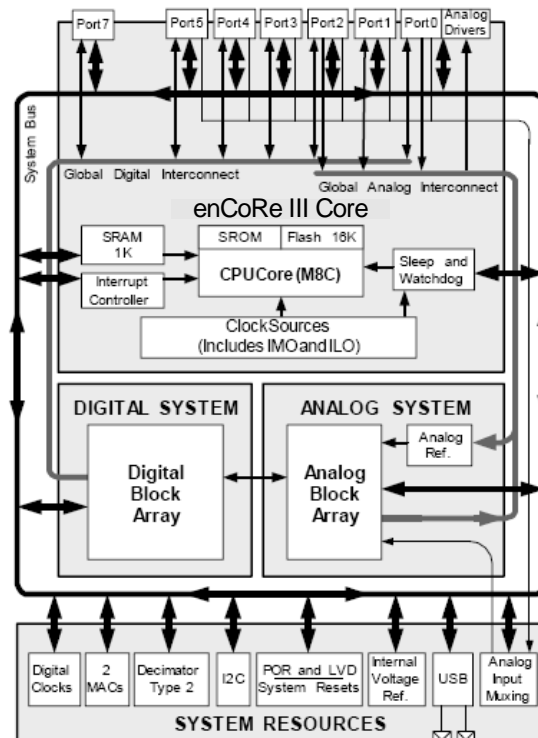 Port7
Port5
Port4
Port3
Port2
Port1
Port0
Analog
Drivers
System Bus
Global Digital Interconnect
Global Analog Interconnect
enCoRe III Core
SRAM
1K
SROM
Flash 16K
CPUCore (M8C)
Sleep and
Watchdog
Interrupt
Controller
ClockSources
(Includes IMO and ILO)
DIGITAL SYSTEM
ANALOG SYSTEM
Digital
Block
Array
Analog
Block
Array
Analog
Ref.
Digital
Clocks
2
MACs
Decimator
Type 2
I2C
POR and LVD
System Resets
Internal
Voltage
Ref.
USB
Analog
Input
Muxing
SYSTEM RESOURCES